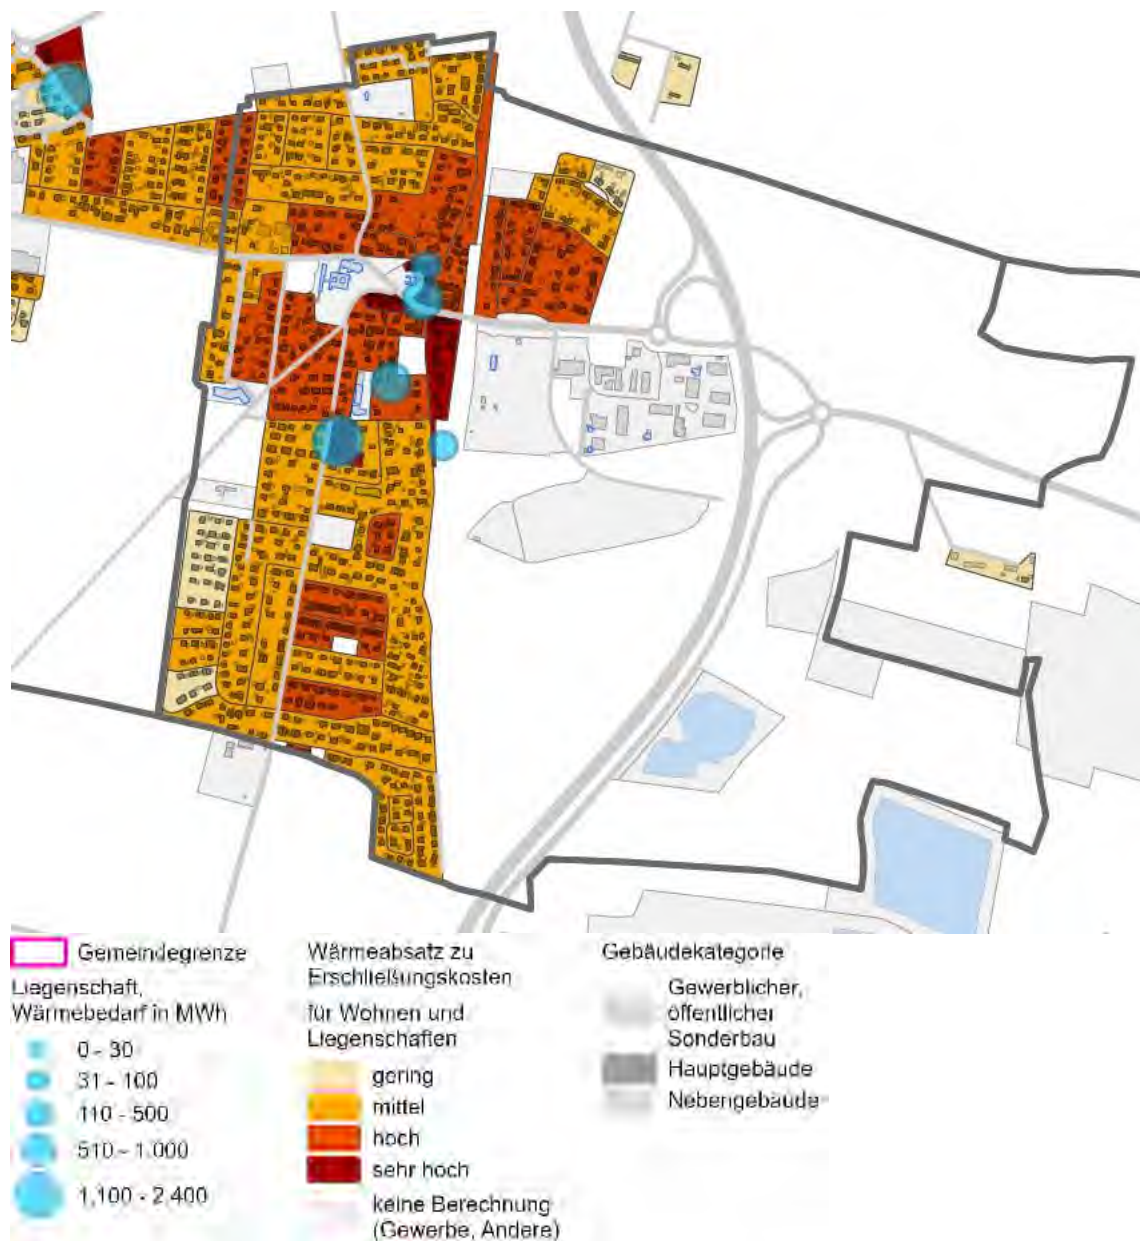 Gemeindegrenze
Liegenschaft,
Wärmebedarf in MWh
0 - 30
31 - 100
110 - 500
510 - 1.000
1.100 - 2.400
Wärmeabsatz zu
Erschließungskosten
für Wohnen und
Liegenschaften
gering
mittel
hoch
sehr hoch
keine Berechnung
(Gewerbe, Andere)
Gebäudekategorie
Gewerblicher,
öffentlicher
Sonderbau
Hauptgebäude
Nebengebäude